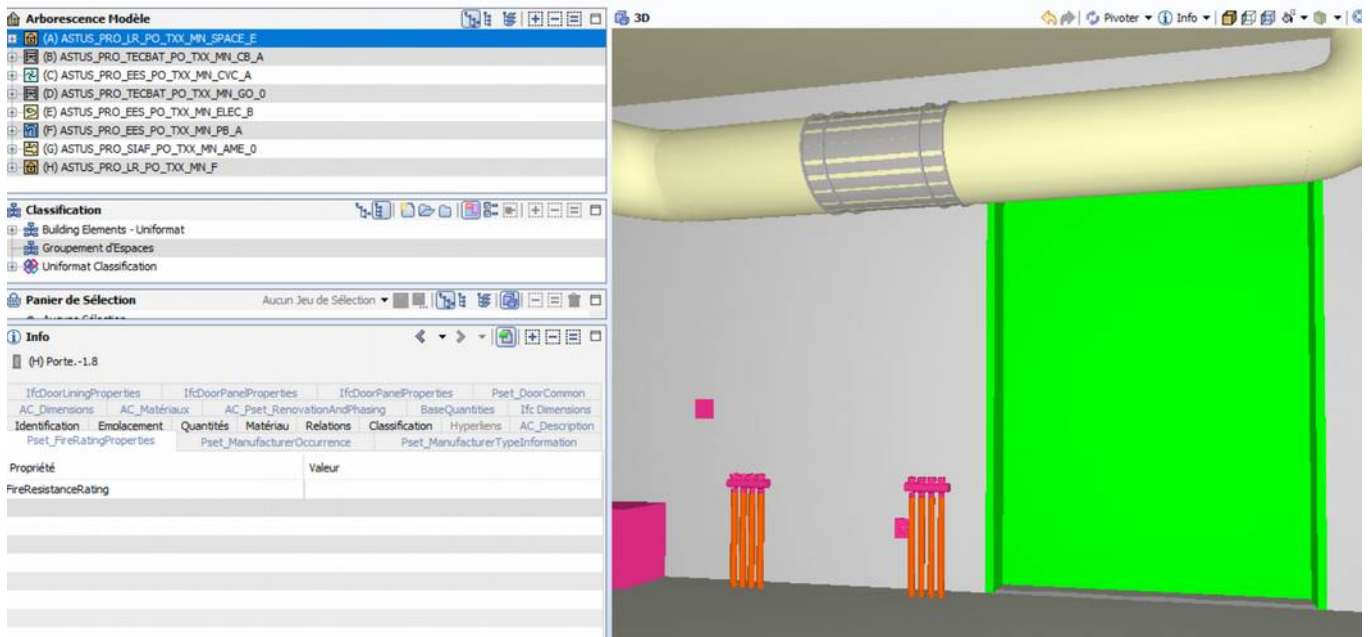 Arborescence Modèle
(A) ASTUS_PRO_LR_PO_TXX_MN_SPACE_E
(B) ASTUS_PRO_TECBAT_PO_TXX_MN_CB_A
(C) ASTUS_PRO_EES_PO_TXX_MN_CVC_A
(D) ASTUS_PRO_TECBAT_PO_TXX_MN_GO_0
(E) ASTUS_PRO_EES_PO_TXX_MN_ELEC_B
(F) ASTUS_PRO_EES_PO_TXX_MN_PB_A
(G) ASTUS_PRO_SIAF_PO_TXX_MN_AME_0
(H) ASTUS_PRO_LR_PO_TXX_MN_F
Classification
Building Elements - Uniformat
Groupement d'Espaces
Uniformat Classification
Panier de Sélection Aucun Jeu de Sélection
Info
(H) Porte.-1.8
IfcDoorLiningProperties IfcDoorPanelProperties IfcDoorPanelProperties Pset_DoorCommon
AC_Dimensions AC_Matériaux AC_Pset_RenovationAndPhasing BaseQuantities Ifc Dimensions
Identification Emplacement Quantités Matériau Relations Classification Hyperliens AC_Description
Pset_FireRatingProperties Pset_ManufacturerOccurrence Pset_ManufacturerTypeInformation
Propriété Valeur
FireResistanceRating
3D Pivoter Info